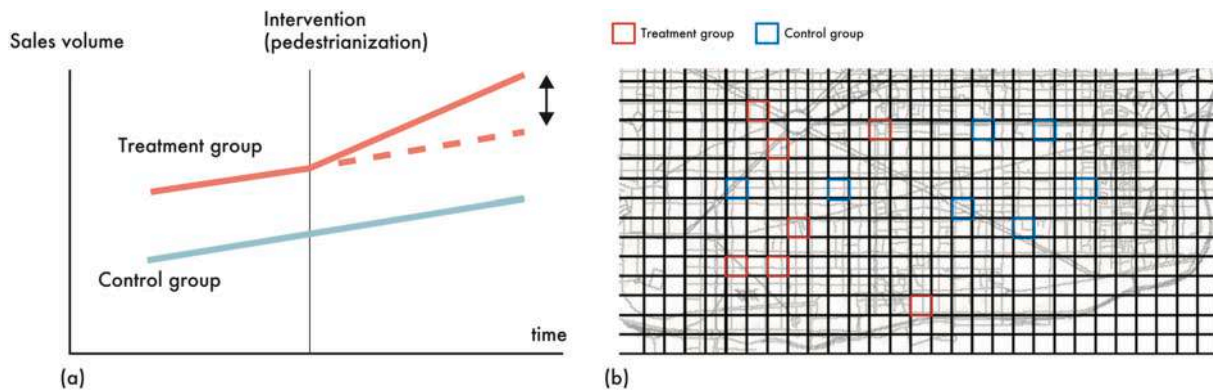 Sales volume
Intervention
(pedestrianization)
Treatment group
Control group
time
(a)
Treatment group
Control group
(b)